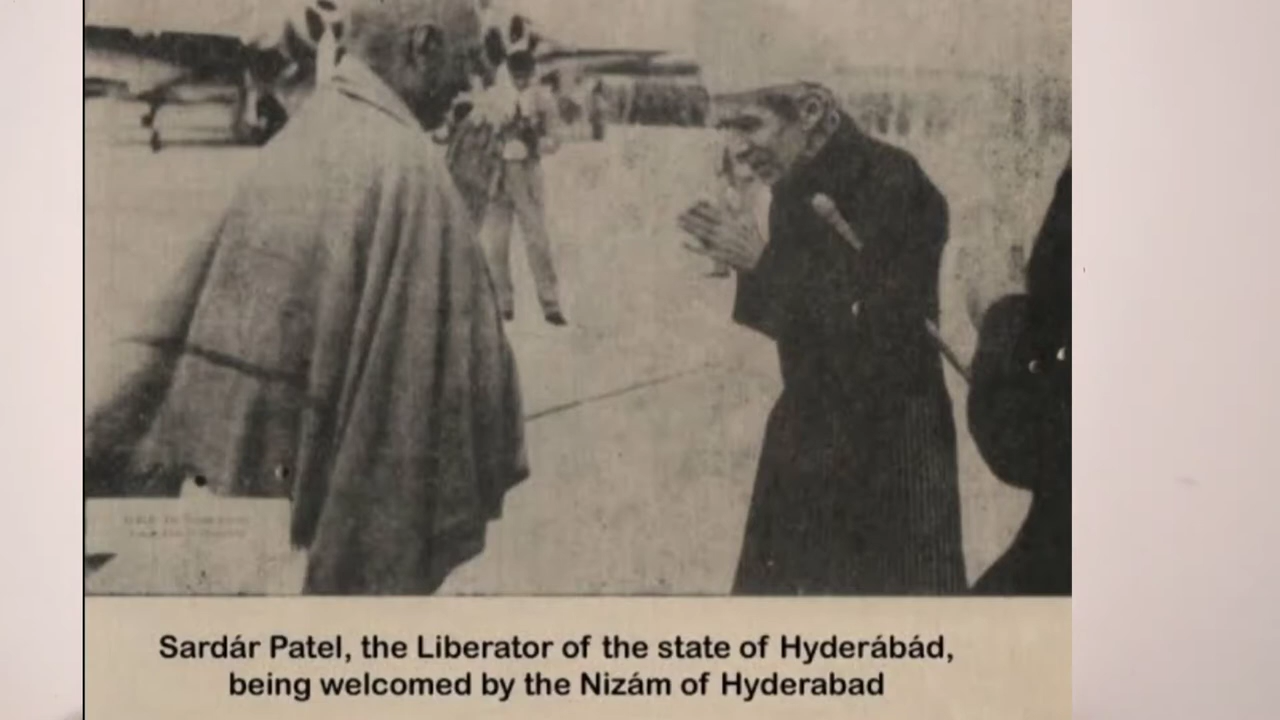 Sardár Patel, the Liberator of the state of Hyderábád,
being welcomed by the Nizám of Hyderabad